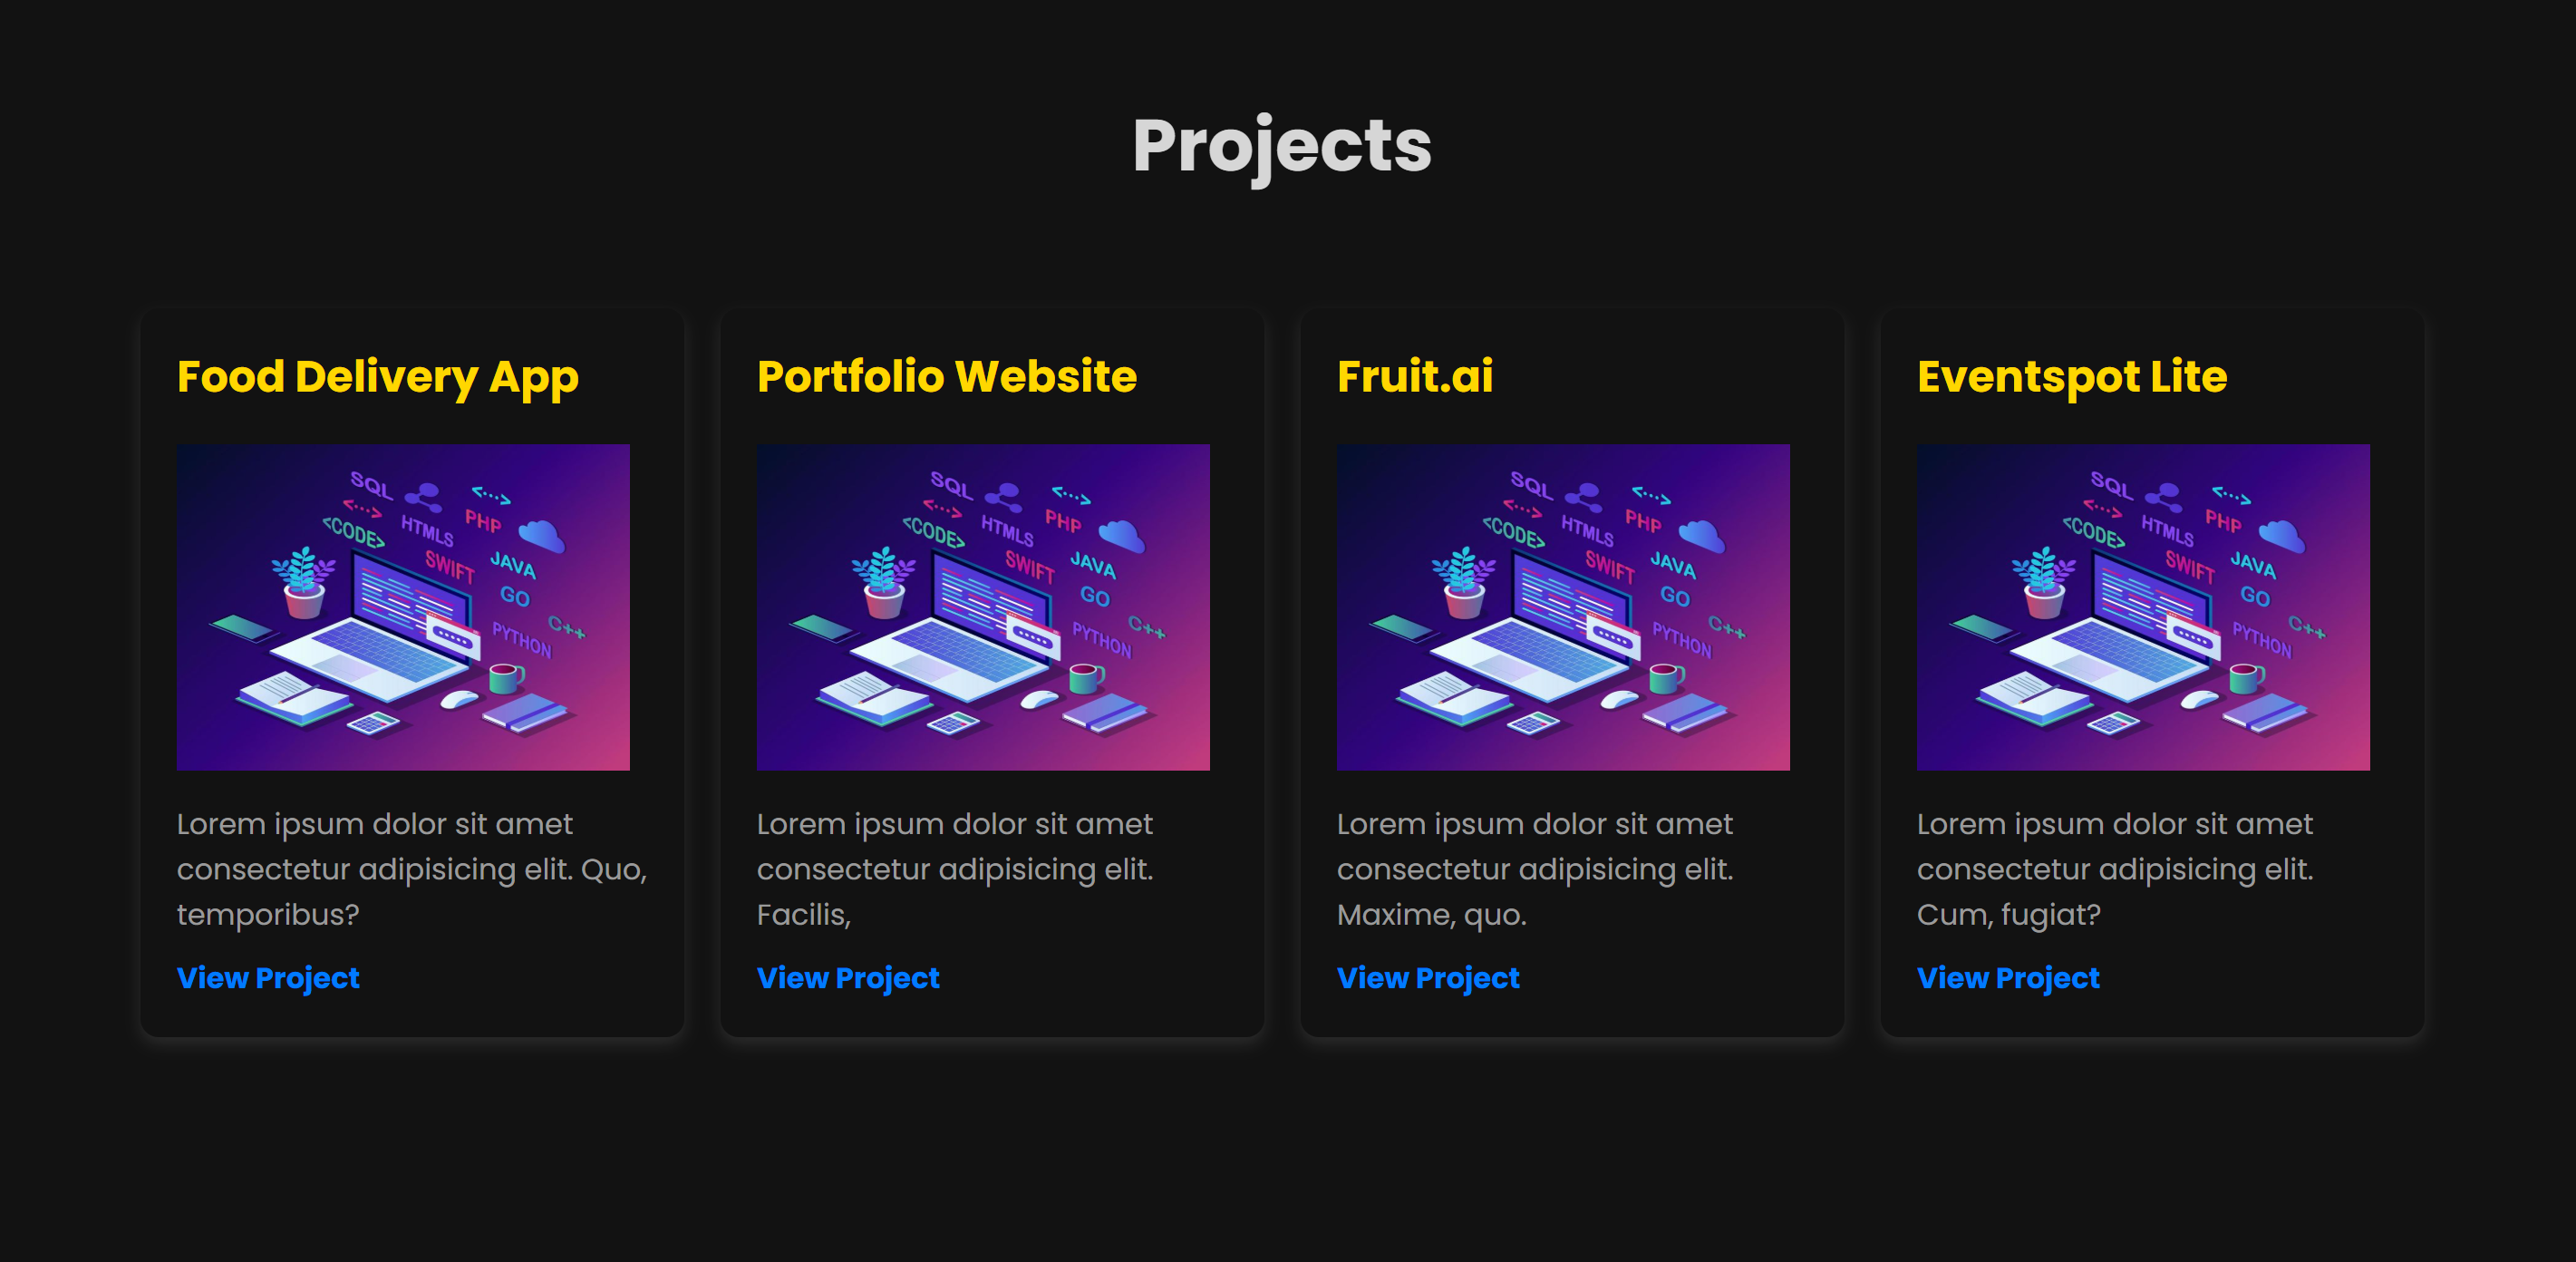 Projects
Food Delivery App
SQL
<··>
<··>
PHP
<CODE>
HTMLS
SWIFT
JAVA
GO
C++
PYTHON
Lorem ipsum dolor sit amet
consectetur adipisicing elit. Quo,
temporibus?
View Project
Portfolio Website
SQL
<··>
<··>
PHP
<CODE>
HTMLS
SWIFT
JAVA
GO
C++
PYTHON
Lorem ipsum dolor sit amet
consectetur adipisicing elit.
Facilis,
View Project
Fruit.ai
SQL
<··>
<··>
PHP
<CODE>
HTMLS
SWIFT
JAVA
GO
C++
PYTHON
Lorem ipsum dolor sit amet
consectetur adipisicing elit.
Maxime, quo.
View Project
Eventspot Lite
SQL
<··>
<··>
PHP
<CODE>
HTMLS
SWIFT
JAVA
GO
C++
PYTHON
Lorem ipsum dolor sit amet
consectetur adipisicing elit.
Cum, fugiat?
View Project